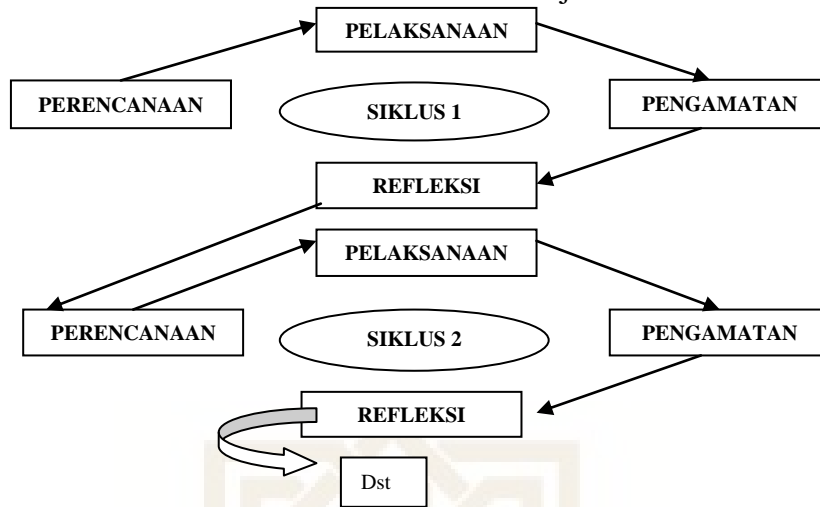 PELAKSANAAN
PERENCANAAN
SIKLUS 1
PENGAMATAN
REFLEKSI
PELAKSANAAN
PERENCANAAN
SIKLUS 2
PENGAMATAN
REFLEKSI
Dst